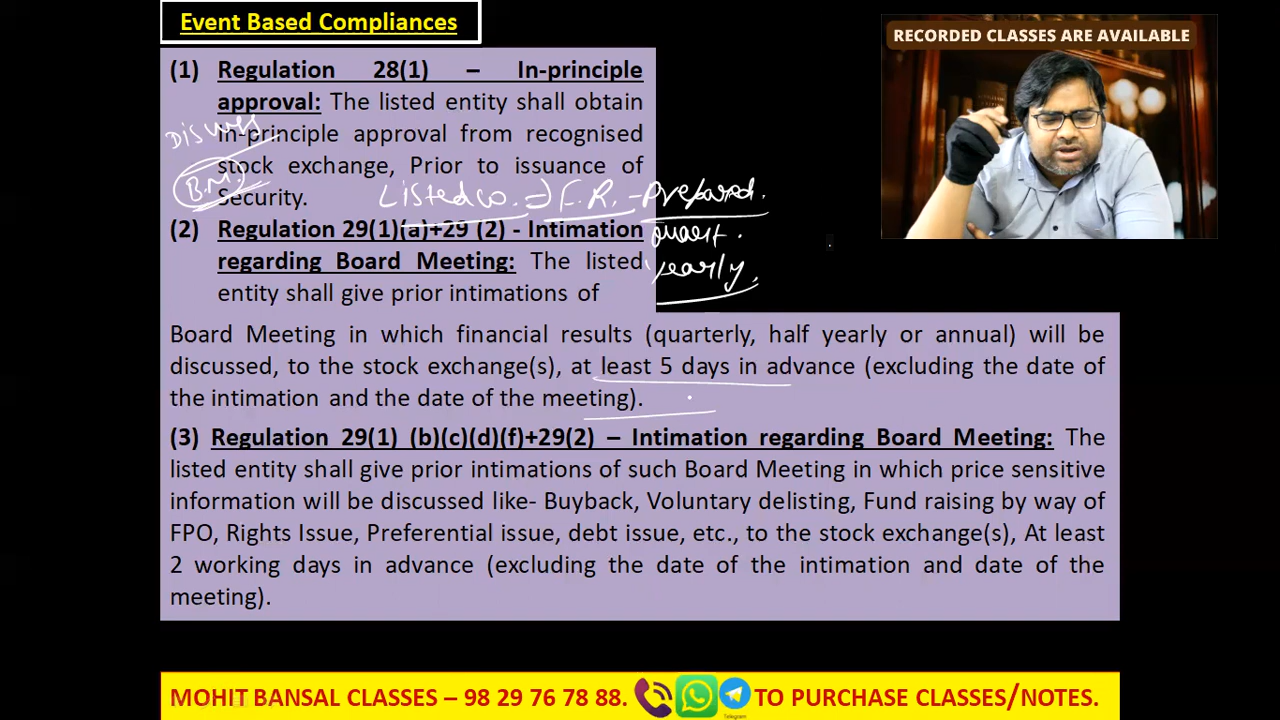 Event Based Compliances
RECORDED CLASSES ARE AVAILABLE
(1) Regulation 28(1) – In-principle
approval: The listed entity shall obtain
in-principle approval from recognised
stock exchange, Prior to issuance of
Security.
Discuss
B.M.
Listed co. => F.R. - Prepared.
quart.
yearly
(2) Regulation 29(1)(a)+29 (2) - Intimation
regarding Board Meeting: The listed
entity shall give prior intimations of
Board Meeting in which financial results (quarterly, half yearly or annual) will be
discussed, to the stock exchange(s), at least 5 days in advance (excluding the date of
the intimation and the date of the meeting).
(3) Regulation 29(1) (b)(c)(d)(f)+29(2) – Intimation regarding Board Meeting: The
listed entity shall give prior intimations of such Board Meeting in which price sensitive
information will be discussed like- Buyback, Voluntary delisting, Fund raising by way of
FPO, Rights Issue, Preferential issue, debt issue, etc., to the stock exchange(s), At least
2 working days in advance (excluding the date of the intimation and date of the
meeting).
MOHIT BANSAL CLASSES – 98 29 76 78 88. TO PURCHASE CLASSES/NOTES.
Telegram